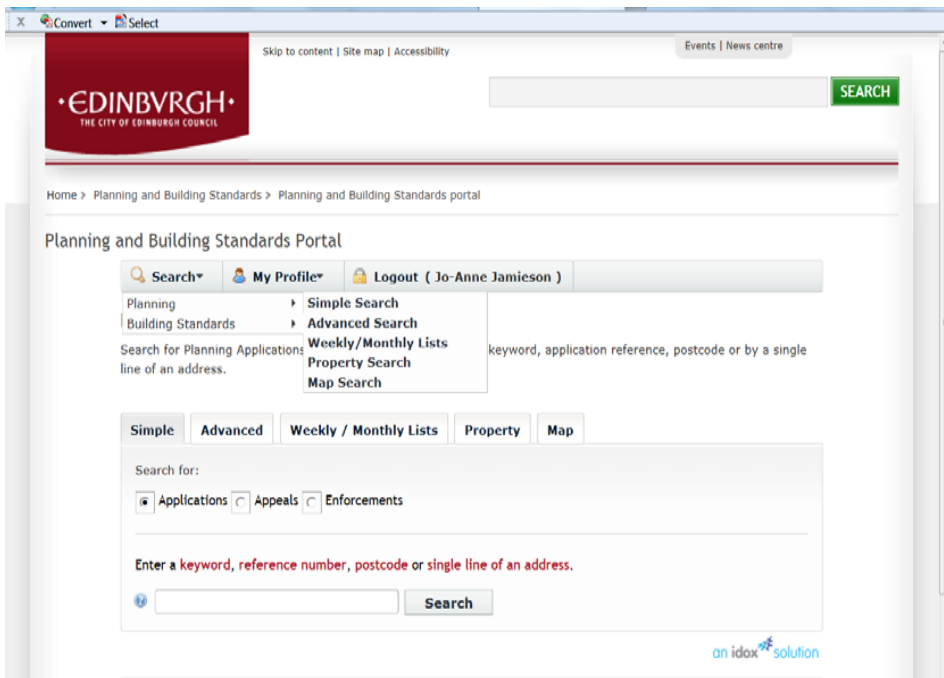 X Convert Select
Skip to content | Site map | Accessibility
Events | News centre
·EDINBVRGH·
THE CITY OF EDINBURGH COUNCIL
SEARCH
Home > Planning and Building Standards > Planning and Building Standards portal
Planning and Building Standards Portal
Search My Profile Logout ( Jo-Anne Jamieson )
Planning
Building Standards
Simple Search
Advanced Search
Weekly/Monthly Lists
Property Search
Map Search
Search for Planning Applications keyword, application reference, postcode or by a single
line of an address.
Simple Advanced Weekly / Monthly Lists Property Map
Search for:
Applications Appeals Enforcements
Enter a keyword, reference number, postcode or single line of an address.
Search
an idox solution